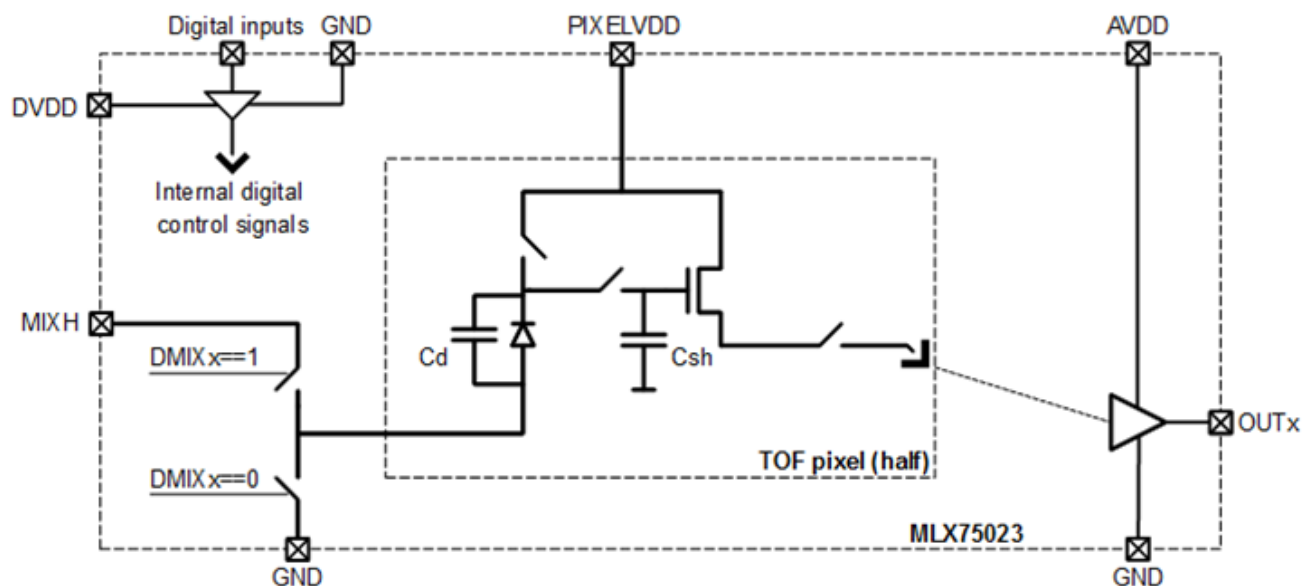 Digital inputs
GND
PIXELVDD
AVDD
DVDD
Internal digital
control signals
MIXH
DMIXx==1
Cd
Csh
OUTx
TOF pixel (half)
DMIXx==0
MLX75023
GND
GND